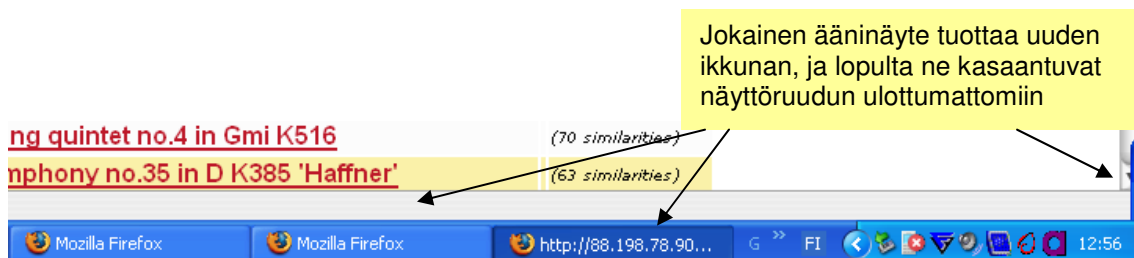 Jokainen ääninäyte tuottaa uuden
ikkunan, ja lopulta ne kasaantuvat
näyttöruudun ulottumattomiin
ng quintet no.4 in Gmi K516 (70 similarities)
mphony no.35 in D K385 'Haffner' (63 similarities)
Mozilla Firefox Mozilla Firefox http://88.198.78.90... G » FI 12:56